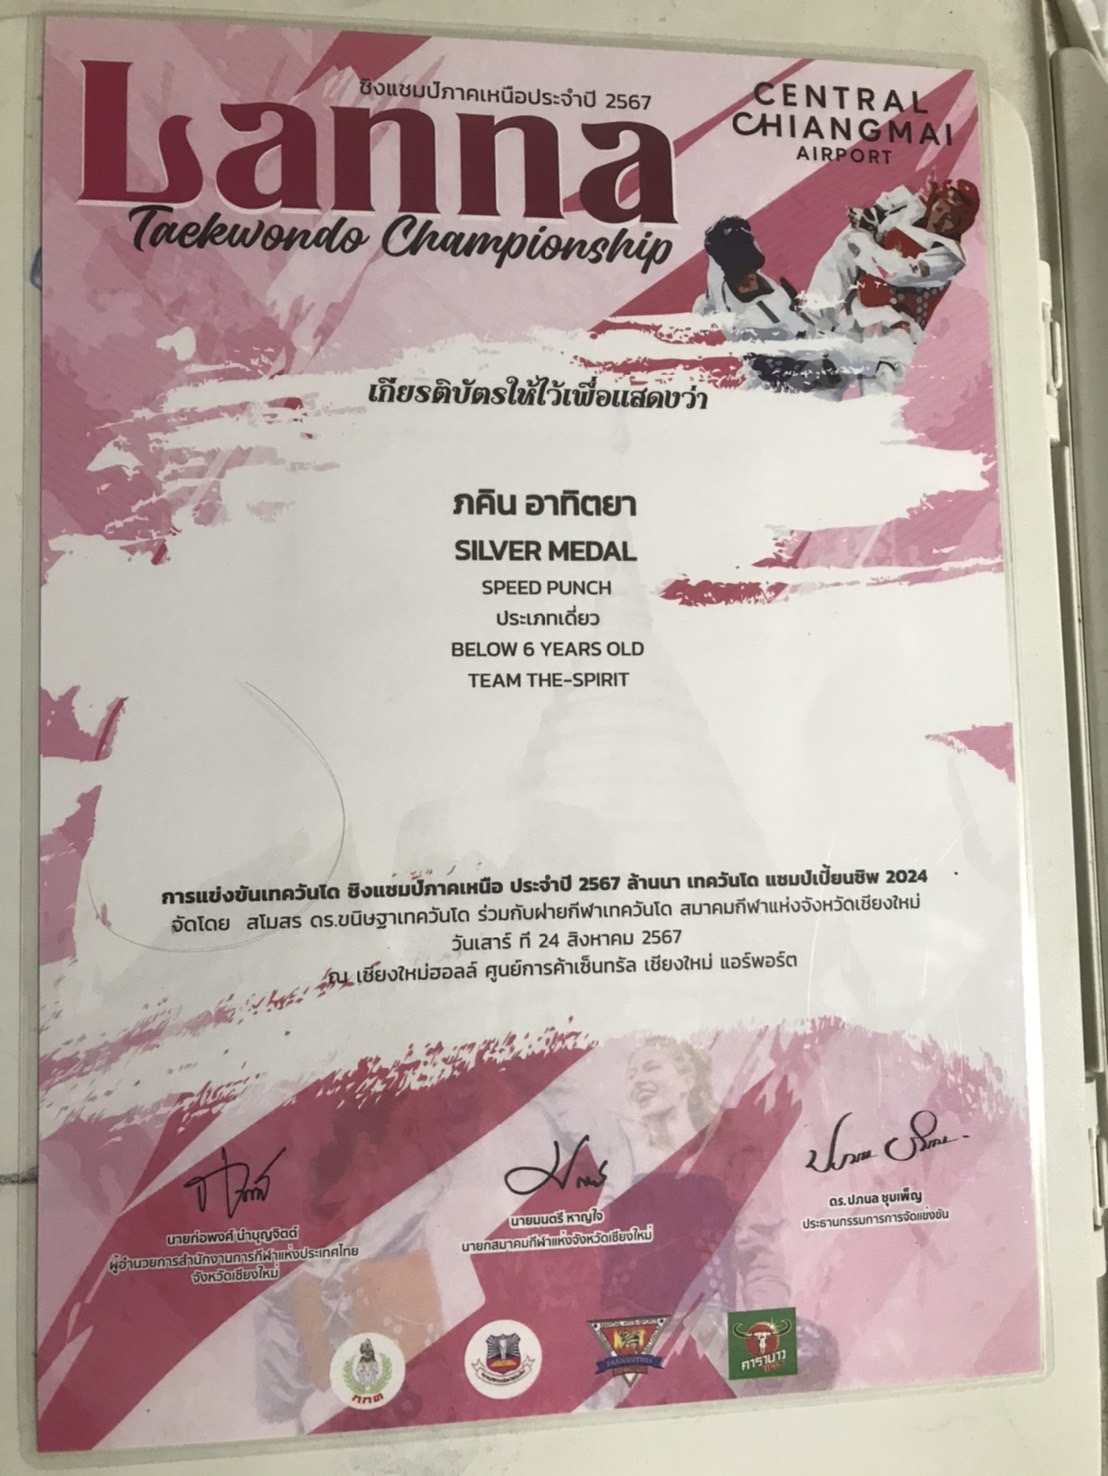 ชิงแชมป์ภาคเหนือประจำปี 2567
Lanna
Taekwondo Championship
CENTRAL
CHIANGMAI
AIRPORT
เกียรติบัตรให้ไว้เพื่อแสดงว่า
ภคิน อาทิตยา
SILVER MEDAL
SPEED PUNCH
ประเภทเดี่ยว
BELOW 6 YEARS OLD
TEAM THE-SPIRIT
การแข่งขันเทควันโด ชิงแชมป์ภาคเหนือ ประจำปี 2567 ล้านนา เทควันโด แชมป์เปี้ยนชิพ 2024
จัดโดย สโมสร ดร.ขนิษฐาเทควันโด ร่วมกับฝ่ายกีฬาเทควันโด สมาคมกีฬาแห่งจังหวัดเชียงใหม่
วันเสาร์ ที่ 24 สิงหาคม 2567
ณ เชียงใหม่ฮอลล์ ศูนย์การค้าเซ็นทรัล เชียงใหม่ แอร์พอร์ต
นายก่อพงศ์ นำบุญจิตต์
ผู้อำนวยการสำนักงานการกีฬาแห่งประเทศไทย
จังหวัดเชียงใหม่
นายมนตรี หาญใจ
นายกสมาคมกีฬาแห่งจังหวัดเชียงใหม่
ดร.ปภนล ชุมเพ็ญ
ประธานกรรมการการจัดแข่งขัน
กกท
คาราบาว